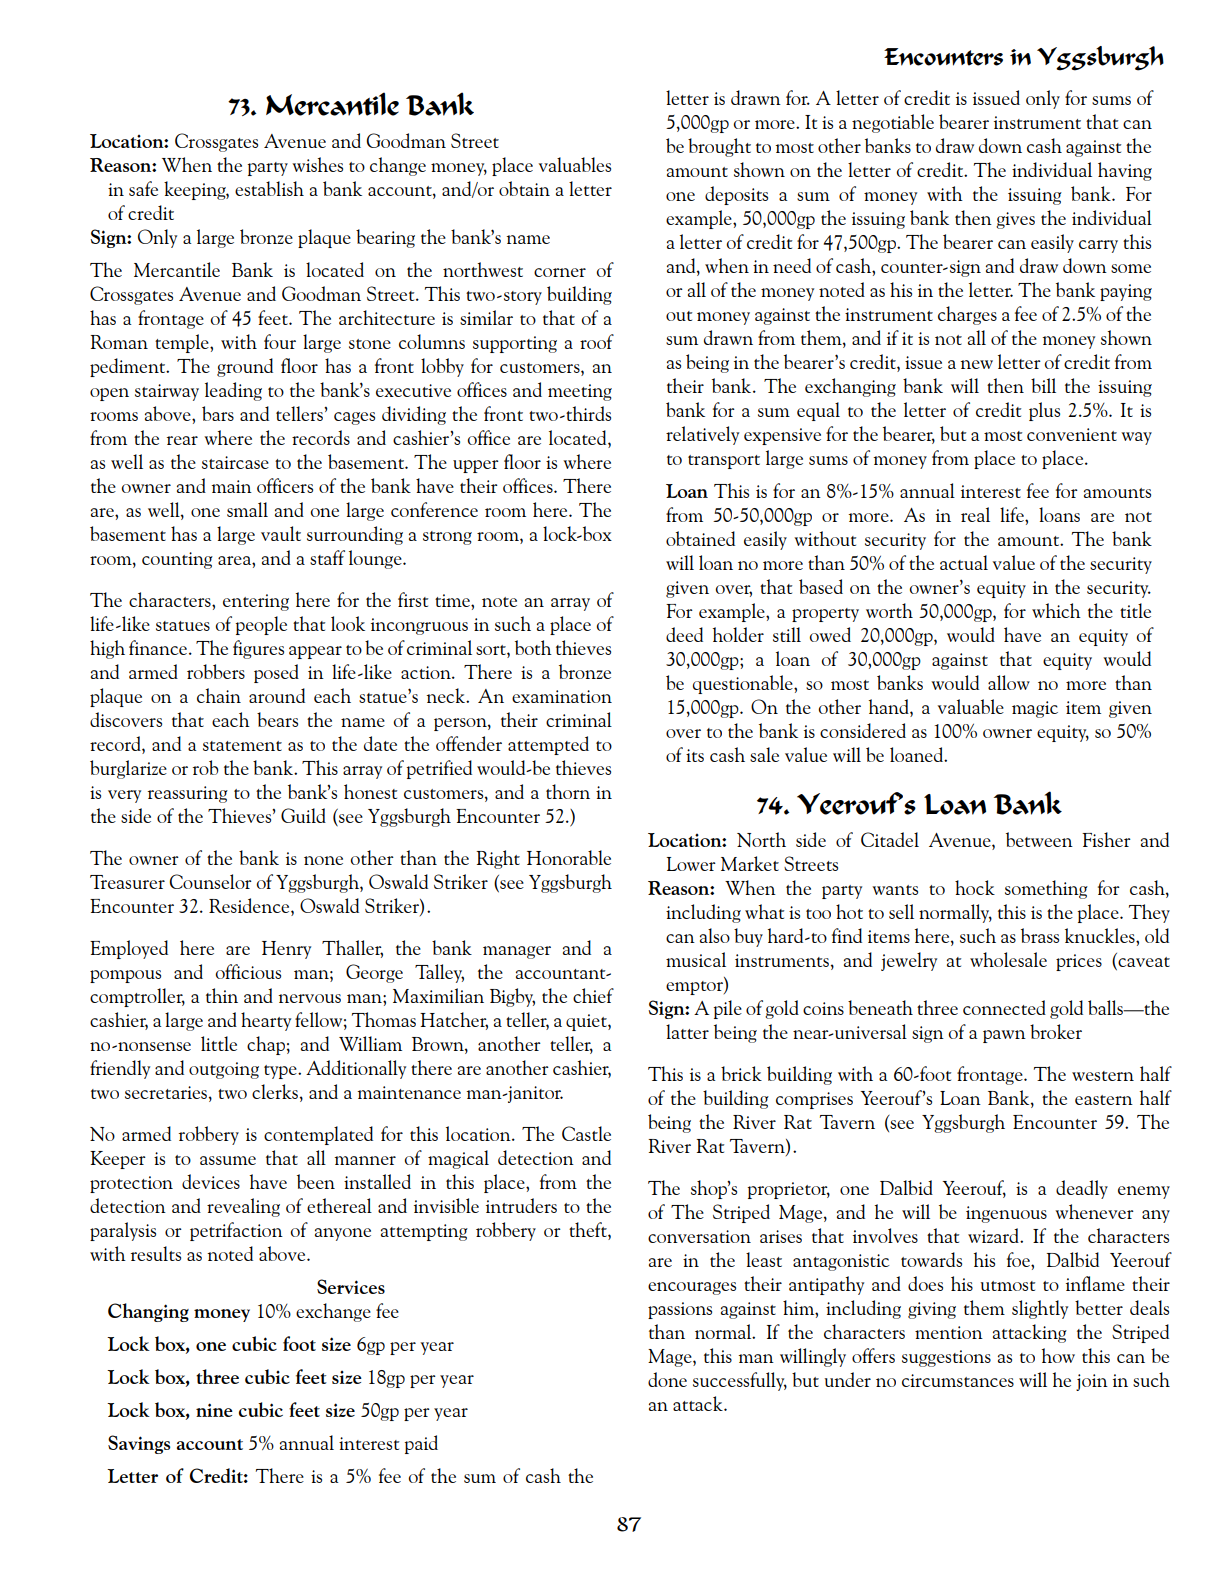 Encounters in Yggsburgh
73. Mercantile Bank
Location: Crossgates Avenue and Goodman Street
Reason: When the party wishes to change money, place valuables
in safe keeping, establish a bank account, and/or obtain a letter
of credit
Sign: Only a large bronze plaque bearing the bank's name
The Mercantile Bank is located on the northwest corner of
Crossgates Avenue and Goodman Street. This two-story building
has a frontage of 45 feet. The architecture is similar to that of a
Roman temple, with four large stone columns supporting a roof
pediment. The ground floor has a front lobby for customers, an
open stairway leading to the bank's executive offices and meeting
rooms above, bars and tellers' cages dividing the front two-thirds
from the rear where the records and cashier's office are located,
as well as the staircase to the basement. The upper floor is where
the owner and main officers of the bank have their offices. There
are, as well, one small and one large conference room here. The
basement has a large vault surrounding a strong room, a lock-box
room, counting area, and a staff lounge.
The characters, entering here for the first time, note an array of
life-like statues of people that look incongruous in such a place of
high finance. The figures appear to be of criminal sort, both thieves
and armed robbers posed in life-like action. There is a bronze
plaque on a chain around each statue's neck. An examination
discovers that each bears the name of a person, their criminal
record, and a statement as to the date the offender attempted to
burglarize or rob the bank. This array of petrified would-be thieves
is very reassuring to the bank's honest customers, and a thorn in
the side of the Thieves' Guild (see Yggsburgh Encounter 52.)
The owner of the bank is none other than the Right Honorable
Treasurer Counselor of Yggsburgh, Oswald Striker (see Yggsburgh
Encounter 32. Residence, Oswald Striker).
Employed here are Henry Thaller, the bank manager and a
pompous and officious man; George Talley, the accountant-
comptroller, a thin and nervous man; Maximilian Bigby, the chief
cashier, a large and hearty fellow; Thomas Hatcher, a teller, a quiet,
no-nonsense little chap; and William Brown, another teller, a
friendly and outgoing type. Additionally there are another cashier,
two secretaries, two clerks, and a maintenance man-janitor.
No armed robbery is contemplated for this location. The Castle
Keeper is to assume that all manner of magical detection and
protection devices have been installed in this place, from the
detection and revealing of ethereal and invisible intruders to the
paralysis or petrifaction of anyone attempting robbery or theft,
with results as noted above.
Services
Changing money 10% exchange fee
Lock box, one cubic foot size 6gp per year
Lock box, three cubic feet size 18gp per year
Lock box, nine cubic feet size 50gp per year
Savings account 5% annual interest paid
Letter of Credit: There is a 5% fee of the sum of cash the
letter is drawn for. A letter of credit is issued only for sums of
5,000gp or more. It is a negotiable bearer instrument that can
be brought to most other banks to draw down cash against the
amount shown on the letter of credit. The individual having
one deposits a sum of money with the issuing bank. For
example, 50,000gp the issuing bank then gives the individual
a letter of credit for 47,500gp. The bearer can easily carry this
and, when in need of cash, counter-sign and draw down some
or all of the money noted as his in the letter. The bank paying
out money against the instrument charges a fee of 2.5% of the
sum drawn from them, and if it is not all of the money shown
as being in the bearer's credit, issue a new letter of credit from
their bank. The exchanging bank will then bill the issuing
bank for a sum equal to the letter of credit plus 2.5%. It is
relatively expensive for the bearer, but a most convenient way
to transport large sums of money from place to place.
Loan This is for an 8%-15% annual interest fee for amounts
from 50-50,000gp or more. As in real life, loans are not
obtained easily without security for the amount. The bank
will loan no more than 50% of the actual value of the security
given over, that based on the owner's equity in the security.
For example, a property worth 50,000gp, for which the title
deed holder still owed 20,000gp, would have an equity of
30,000gp; a loan of 30,000gp against that equity would
be questionable, so most banks would allow no more than
15,000gp. On the other hand, a valuable magic item given
over to the bank is considered as 100% owner equity, so 50%
of its cash sale value will be loaned.
74. Yeerouf's Loan Bank
Location: North side of Citadel Avenue, between Fisher and
Lower Market Streets
Reason: When the party wants to hock something for cash,
including what is too hot to sell normally, this is the place. They
can also buy hard-to find items here, such as brass knuckles, old
musical instruments, and jewelry at wholesale prices (caveat
emptor)
Sign: A pile of gold coins beneath three connected gold balls—the
latter being the near-universal sign of a pawn broker
This is a brick building with a 60-foot frontage. The western half
of the building comprises Yeerouf's Loan Bank, the eastern half
being the River Rat Tavern (see Yggsburgh Encounter 59. The
River Rat Tavern).
The shop's proprietor, one Dalbid Yeerouf, is a deadly enemy
of The Striped Mage, and he will be ingenuous whenever any
conversation arises that involves that wizard. If the characters
are in the least antagonistic towards his foe, Dalbid Yeerouf
encourages their antipathy and does his utmost to inflame their
passions against him, including giving them slightly better deals
than normal. If the characters mention attacking the Striped
Mage, this man willingly offers suggestions as to how this can be
done successfully, but under no circumstances will he join in such
an attack.
87